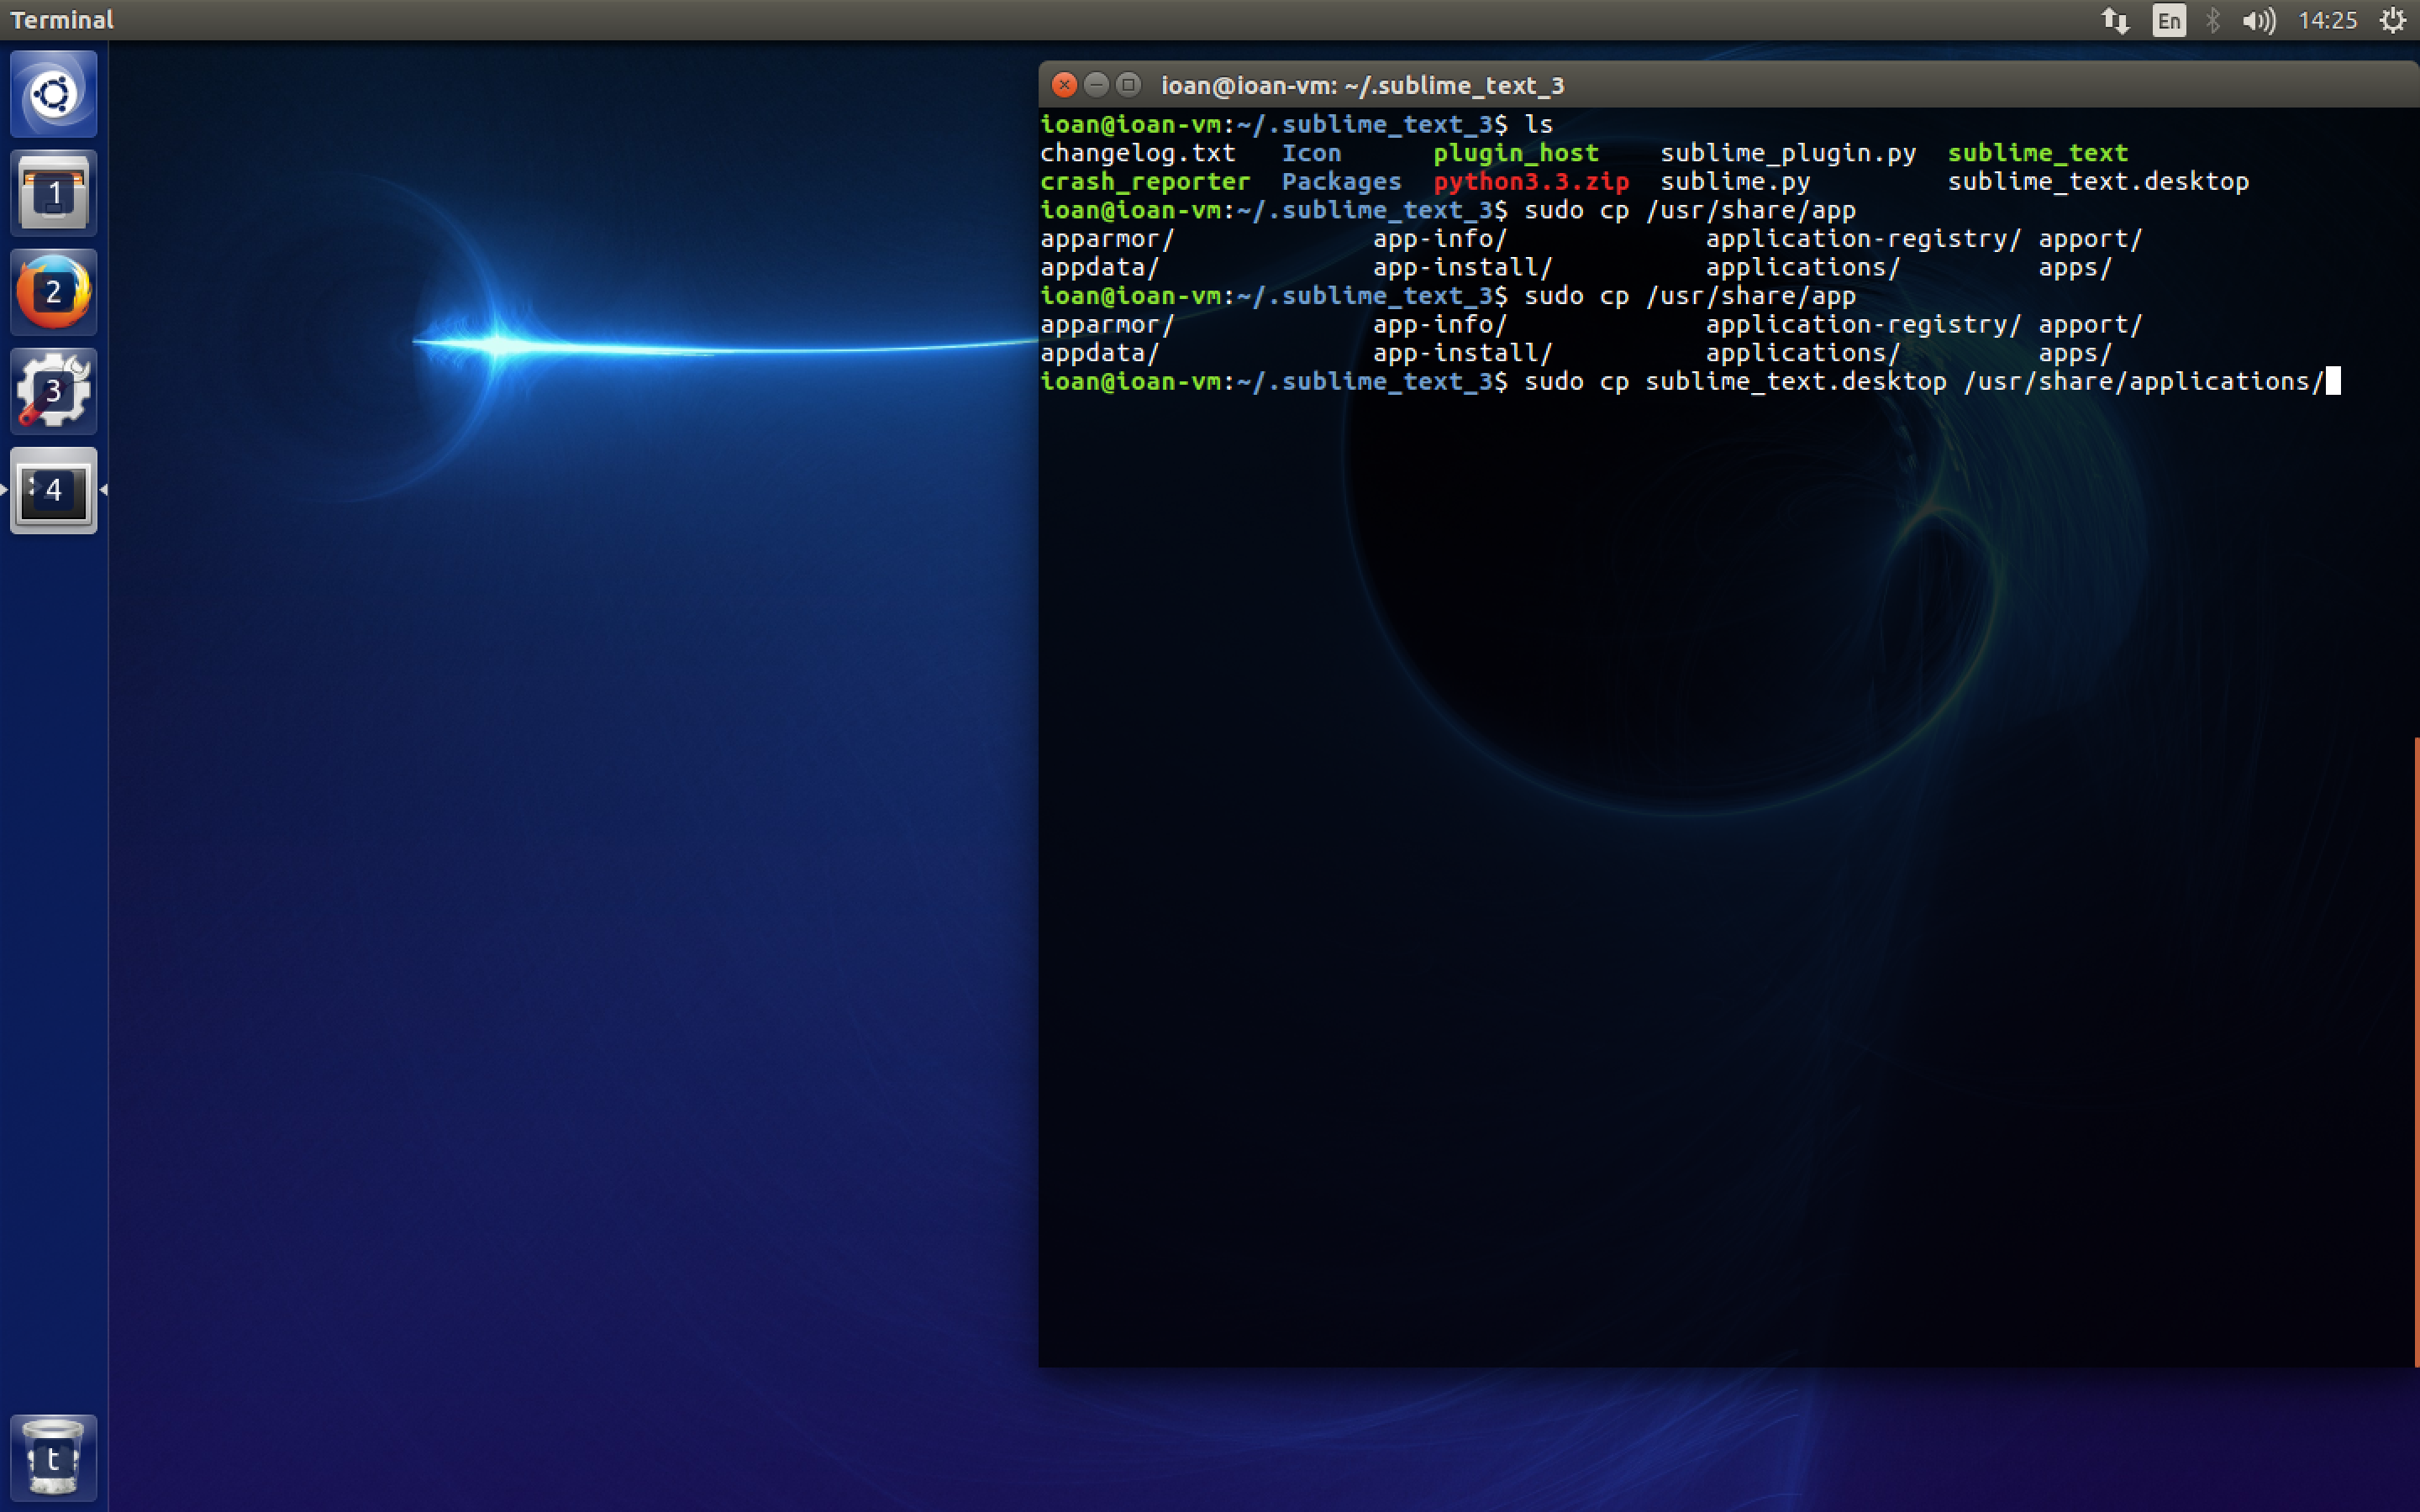 Terminal
En
14:25
1
2
3
4
t
ioan@ioan-vm: ~/.sublime_text_3
ioan@ioan-vm:~/.sublime_text_3$ ls
changelog.txt   Icon      plugin_host    sublime_plugin.py  sublime_text
crash_reporter  Packages  python3.3.zip  sublime.py         sublime_text.desktop
ioan@ioan-vm:~/.sublime_text_3$ sudo cp /usr/share/app
apparmor/             app-info/             application-registry/ apport/
appdata/              app-install/          applications/         apps/
ioan@ioan-vm:~/.sublime_text_3$ sudo cp /usr/share/app
apparmor/             app-info/             application-registry/ apport/
appdata/              app-install/          applications/         apps/
ioan@ioan-vm:~/.sublime_text_3$ sudo cp sublime_text.desktop /usr/share/applications/